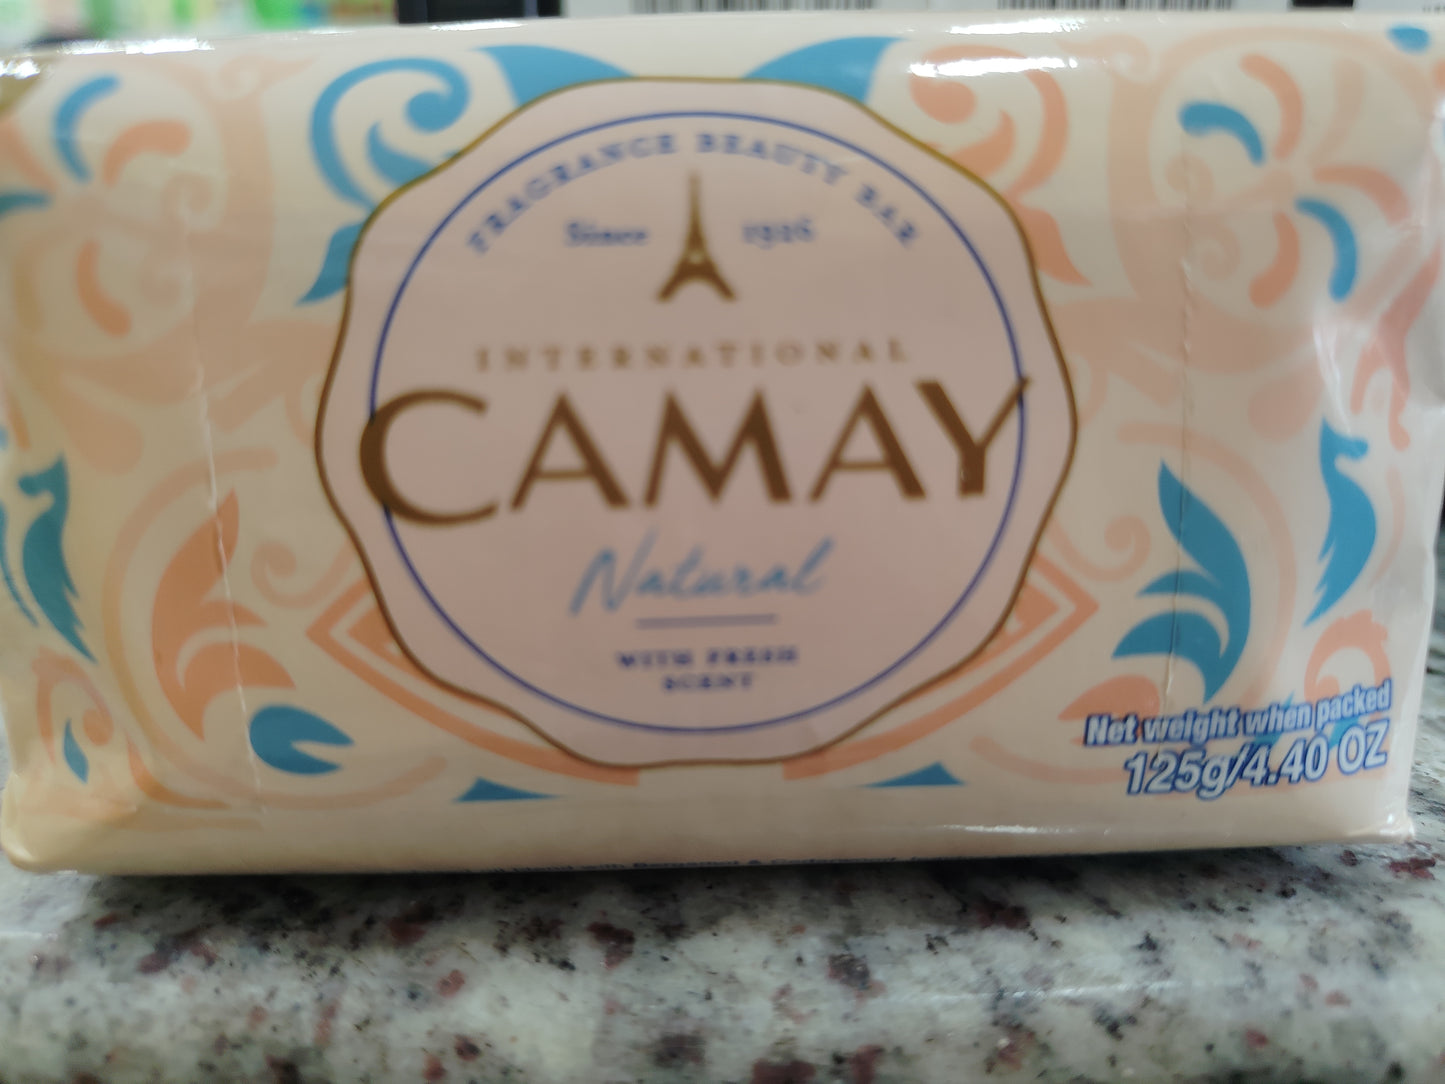 FRAGRANCE BEAUTY BAR
Since 1926
INTERNATIONAL
CAMAY
Natural
WITH FRESH
SCENT
Net weight when packed
125g/4.40 OZ